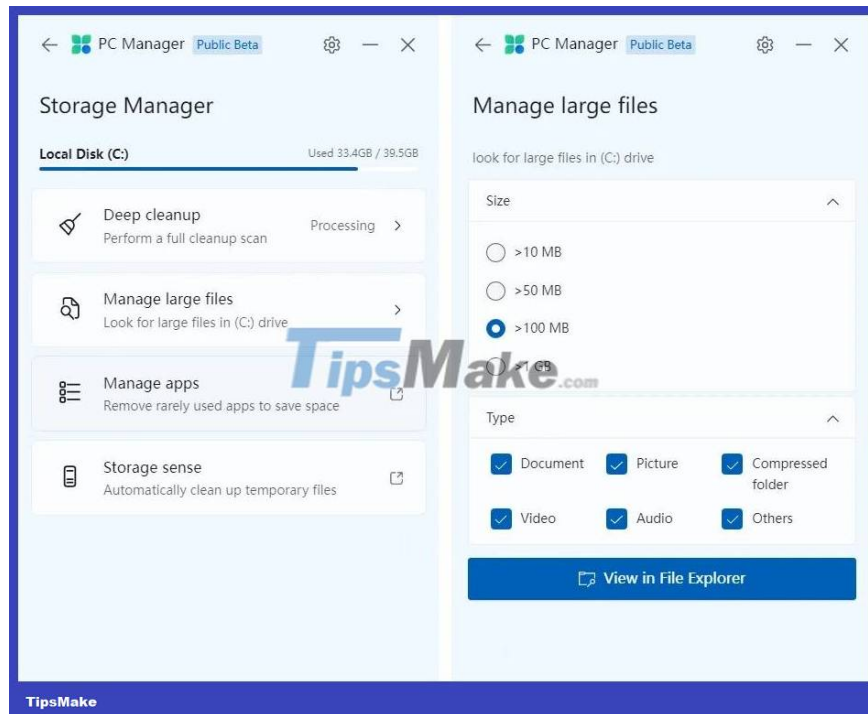 PC Manager Public Beta
Storage Manager
Local Disk (C:) Used 33.4GB / 39.5GB
Deep cleanup
Perform a full cleanup scan
Processing
Manage large files
Look for large files in (C:) drive
Manage apps
Remove rarely used apps to save space
Storage sense
Automatically clean up temporary files
PC Manager Public Beta
Manage large files
look for large files in (C:) drive
Size
>10 MB
>50 MB
>100 MB
>1 GB
Type
Document
Picture
Compressed
folder
Video
Audio
Others
View in File Explorer
TipsMake.com
TipsMake